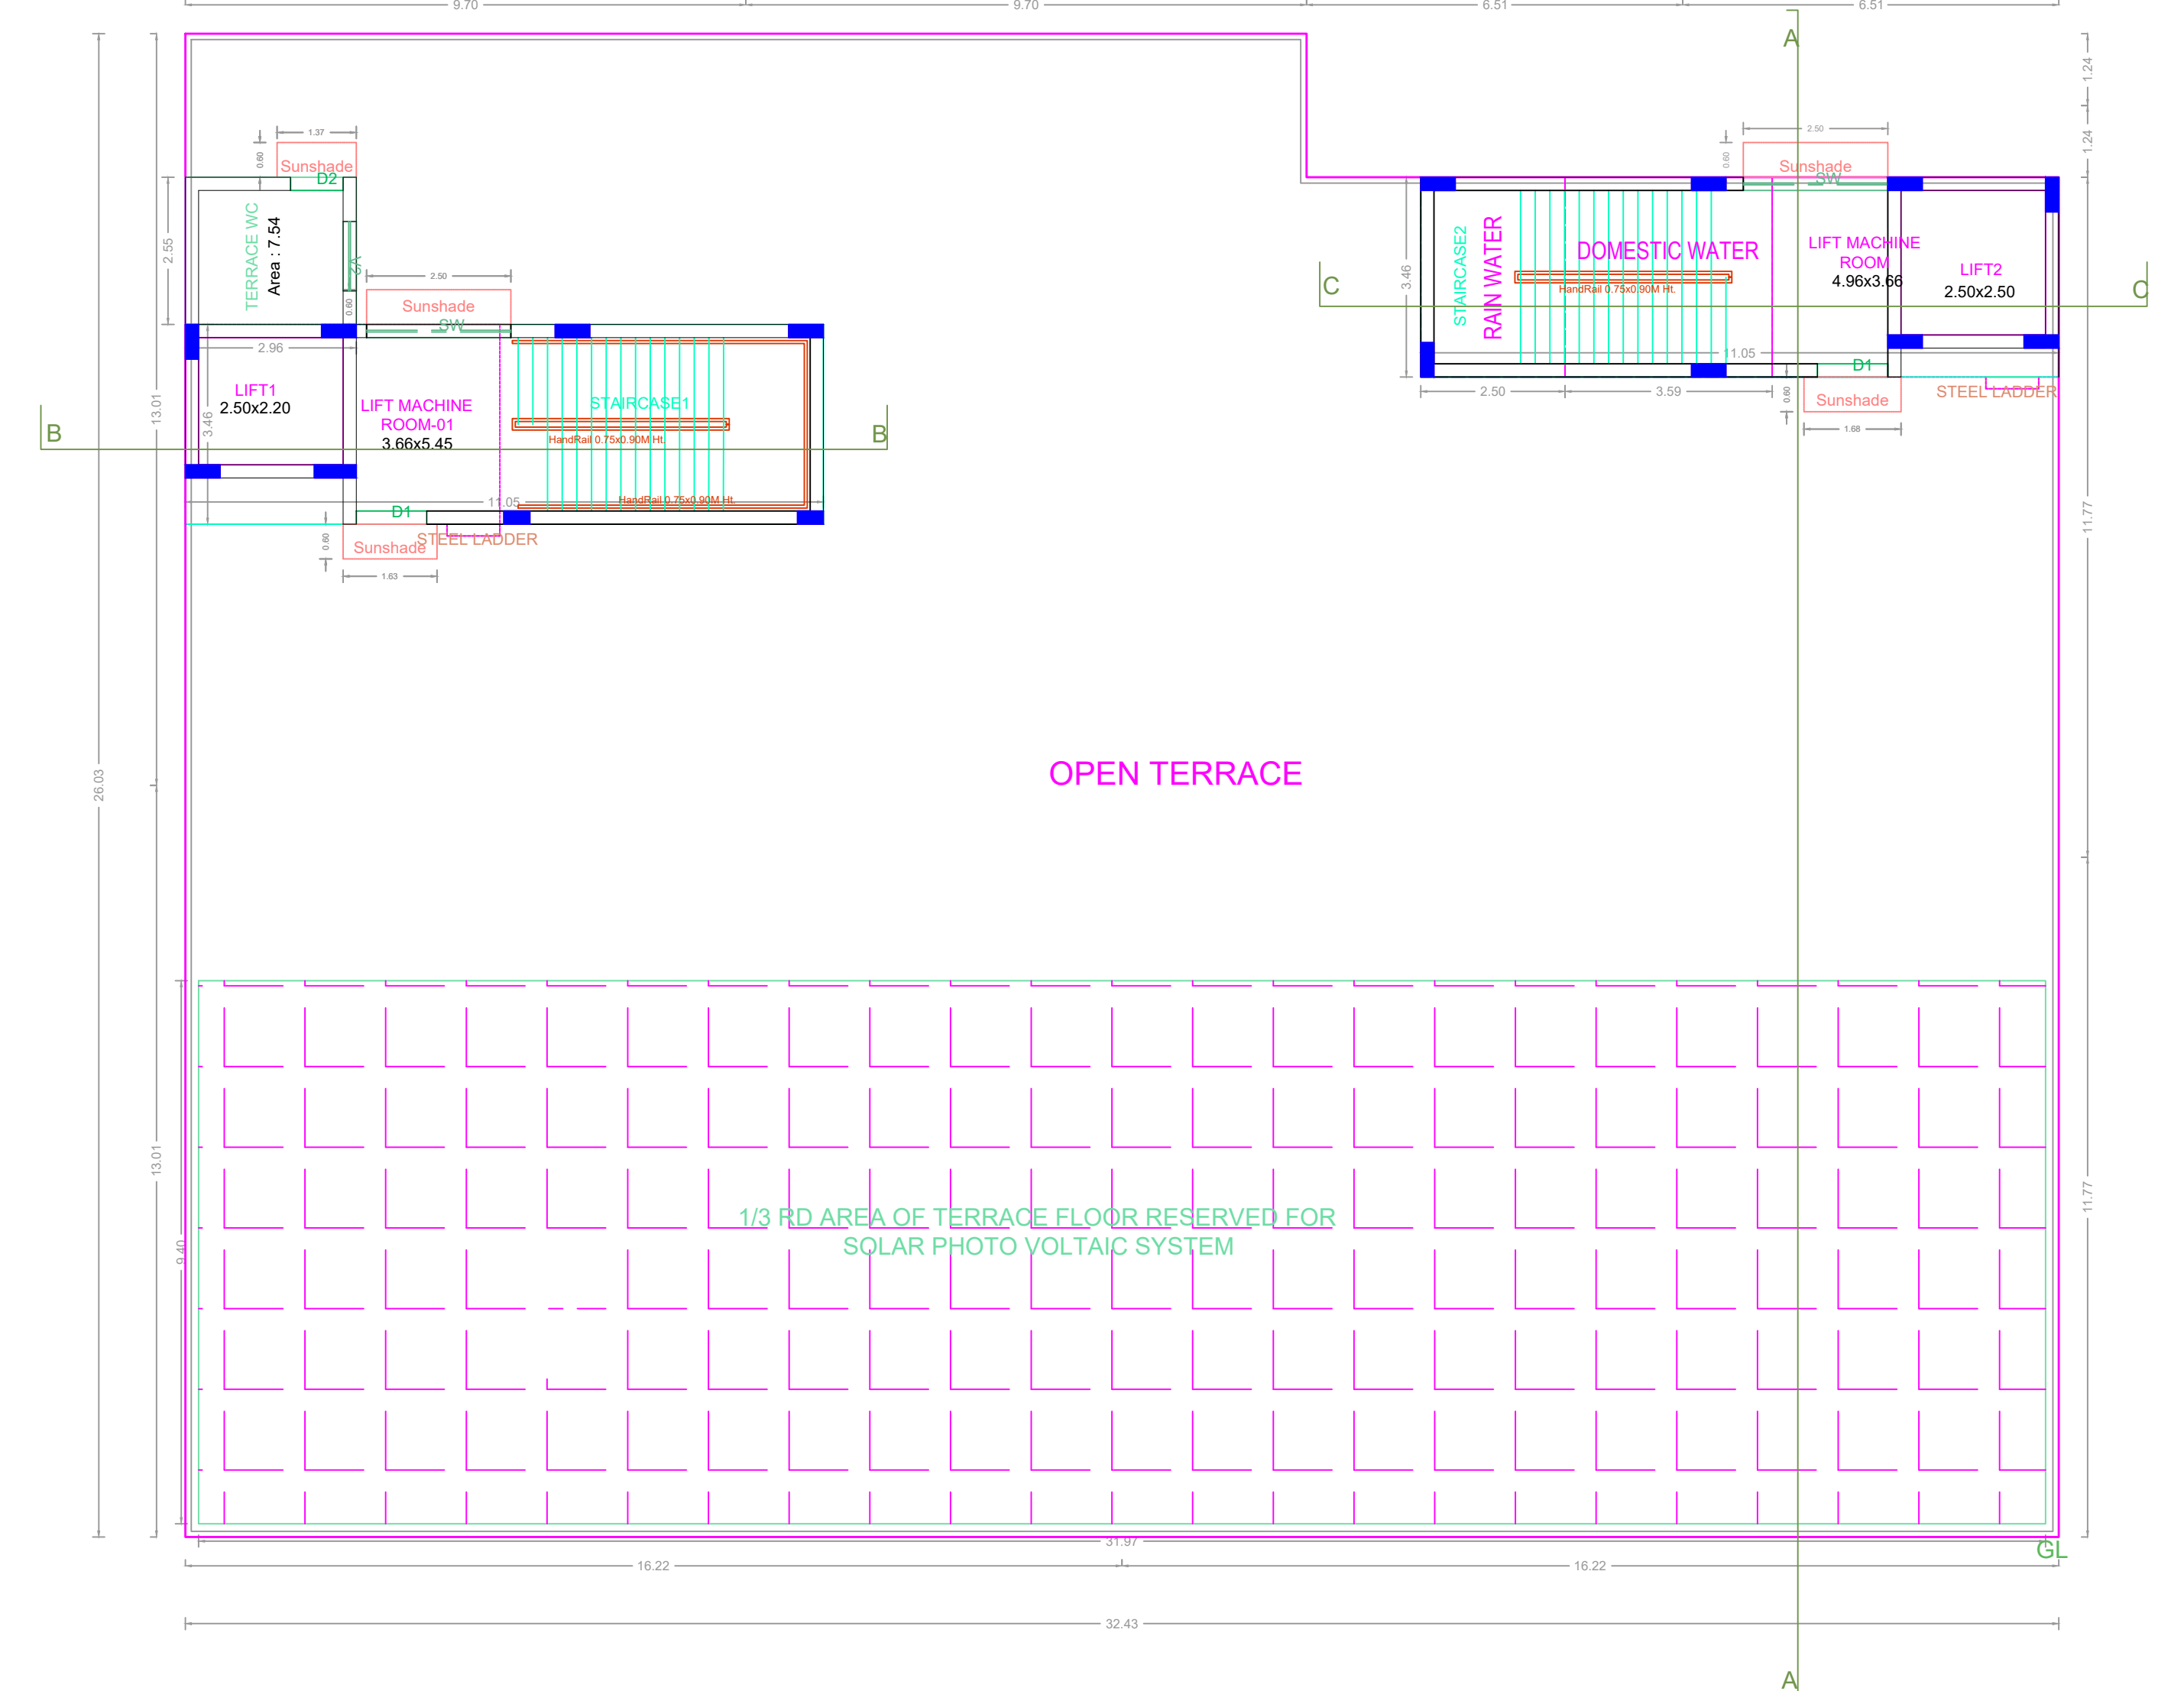 9.70
9.70
6.51
6.51
A
1.24
1.24
1.37
0.60
Sunshade
D2
TERRACE WC
Area : 7.54
V2
2.55
2.50
0.60
Sunshade
SW
2.96
LIFT1
2.50x2.20
LIFT MACHINE
ROOM-01
3.66x5.45
STAIRCASE1
HandRail 0.75x0.90M Ht.
HandRail 0.75x0.90M Ht.
3.46
13.01
B
B
11.05
D1
STEEL LADDER
Sunshade
0.60
1.63
2.50
0.60
Sunshade
SW
STAIRCASE2
RAIN WATER
DOMESTIC WATER
HandRail 0.75x0.90M Ht.
LIFT MACHINE
ROOM
4.96x3.66
LIFT2
2.50x2.50
C
C
3.46
11.05
D1
2.50
3.59
0.60
Sunshade
STEEL LADDER
1.68
11.77
26.03
OPEN TERRACE
13.01
9.40
1/3 RD AREA OF TERRACE FLOOR RESERVED FOR
SOLAR PHOTO VOLTAIC SYSTEM
11.77
31.97
GL
16.22
16.22
32.43
A